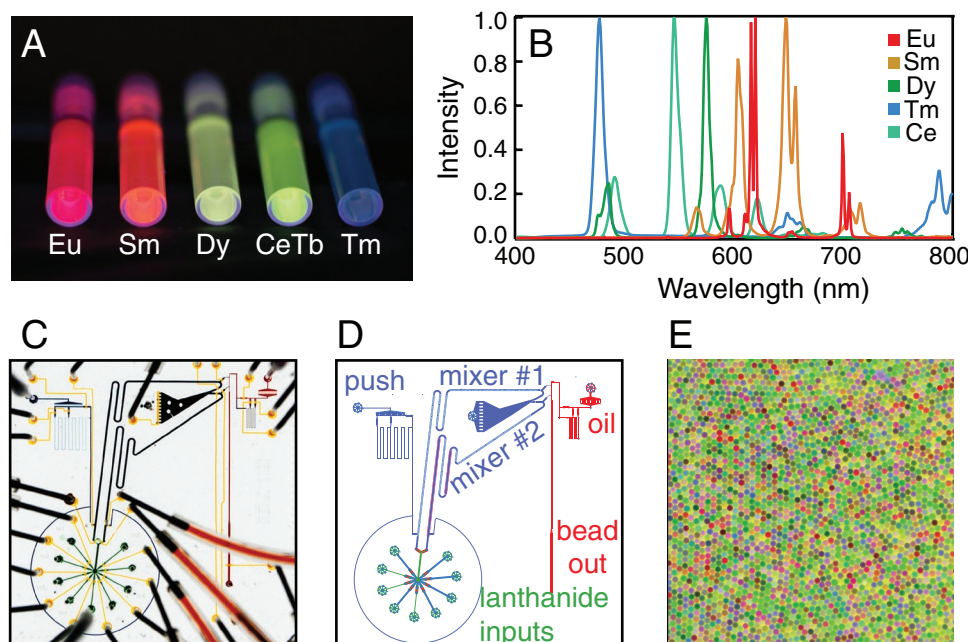 A
Eu Sm Dy CeTb Tm
B
Intensity
1.0
0.8
0.6
0.4
0.2
0.0
400 500 600 700 800
Wavelength (nm)
Eu
Sm
Dy
Tm
Ce
C
D
push
mixer #1
mixer #2
oil
bead
out
lanthanide
inputs
E